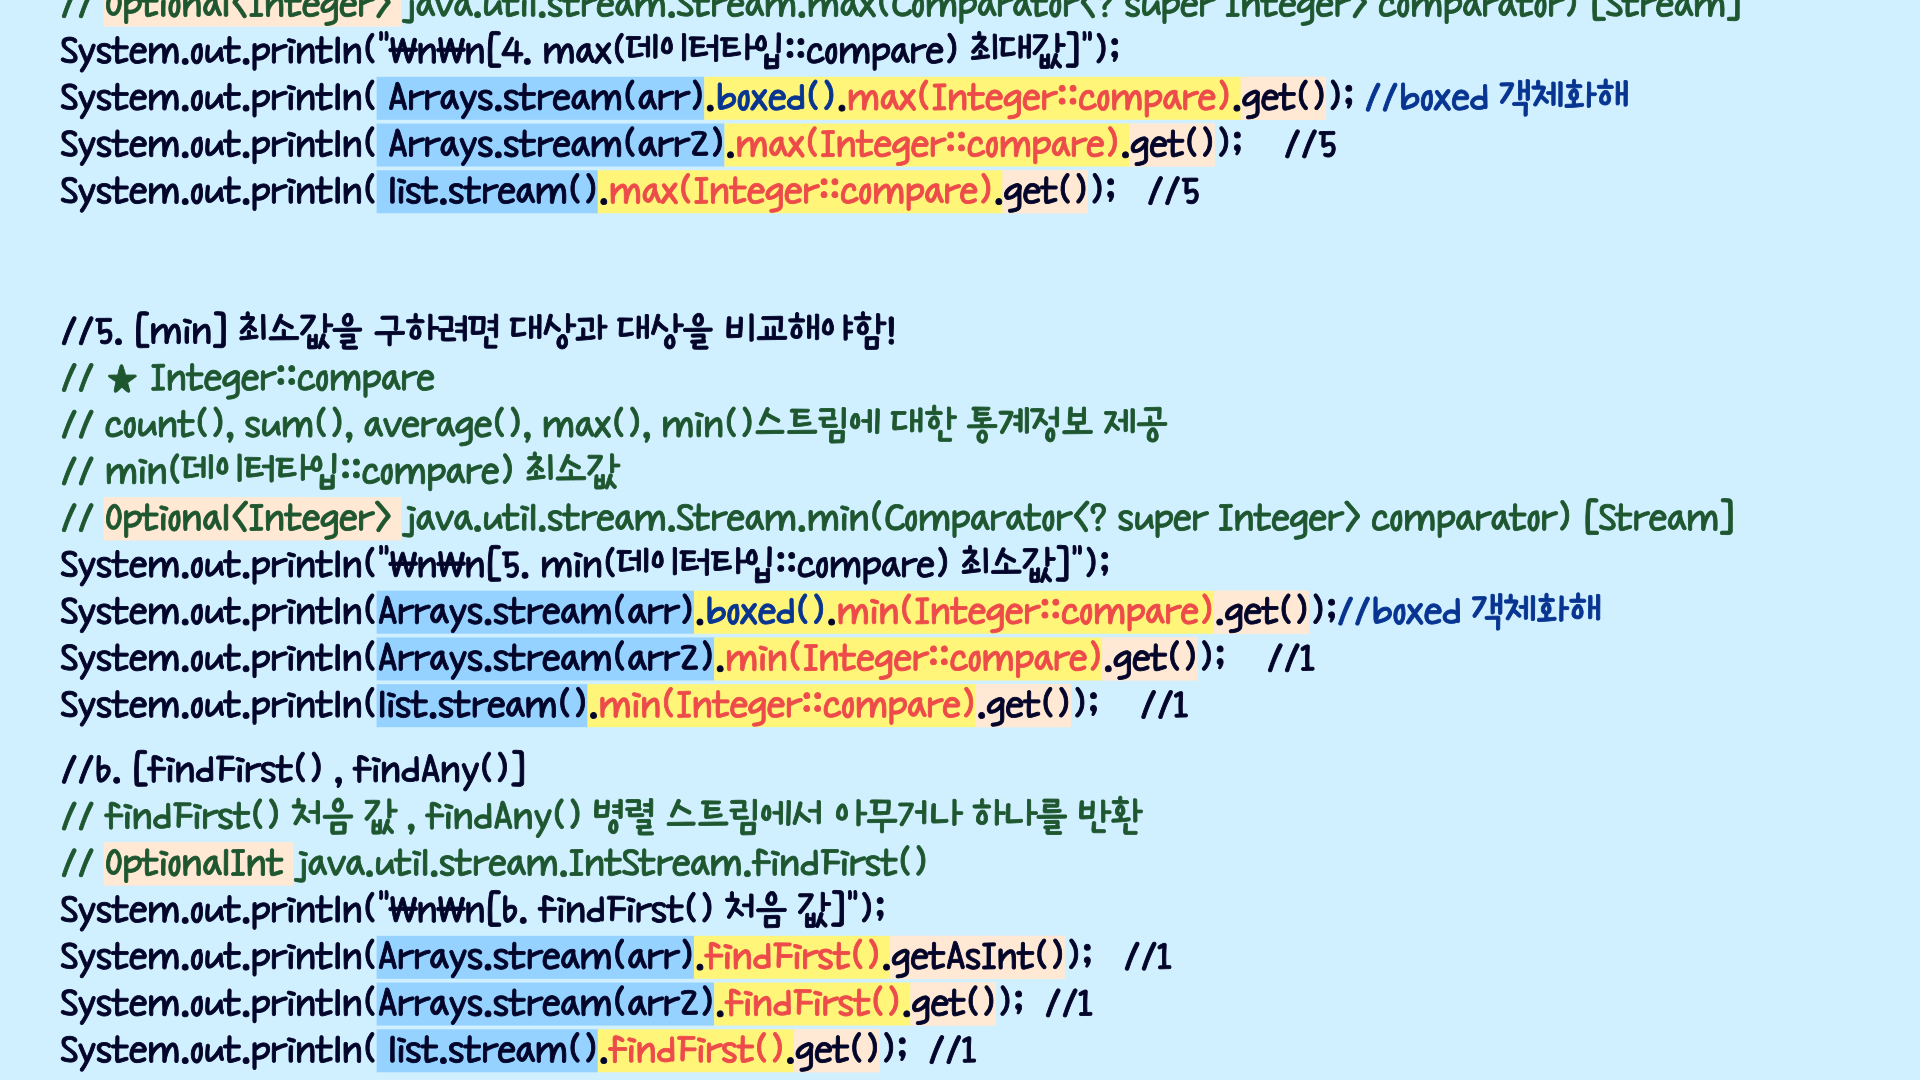 // Optional<Integer> java.util.stream.Stream.max(Comparator<? super Integer> comparator) [Stream]
System.out.println("₩n₩n[4. max(데이터타입::compare) 최대값]");
System.out.println( Arrays.stream(arr).boxed().max(Integer::compare).get()); //boxed 객체화해
System.out.println( Arrays.stream(arr2).max(Integer::compare).get()); //5
System.out.println( list.stream().max(Integer::compare).get()); //5
//5. [min] 최소값을 구하려면 대상과 대상을 비교해야함!
// ★ Integer::compare
// count(), sum(), average(), max(), min()스트림에 대한 통계정보 제공
// min(데이터타입::compare) 최소값
// Optional<Integer> java.util.stream.Stream.min(Comparator<? super Integer> comparator) [Stream]
System.out.println("₩n₩n[5. min(데이터타입::compare) 최소값]");
System.out.println(Arrays.stream(arr).boxed().min(Integer::compare).get());//boxed 객체화해
System.out.println(Arrays.stream(arr2).min(Integer::compare).get()); //1
System.out.println(list.stream().min(Integer::compare).get()); //1
//6. [findFirst() , findAny()]
// findFirst() 처음 값 , findAny() 병렬 스트림에서 아무거나 하나를 반환
// OptionalInt java.util.stream.IntStream.findFirst()
System.out.println("₩n₩n[6. findFirst() 처음 값]");
System.out.println(Arrays.stream(arr).findFirst().getAsInt()); //1
System.out.println(Arrays.stream(arr2).findFirst().get()); //1
System.out.println( list.stream().findFirst().get()); //1